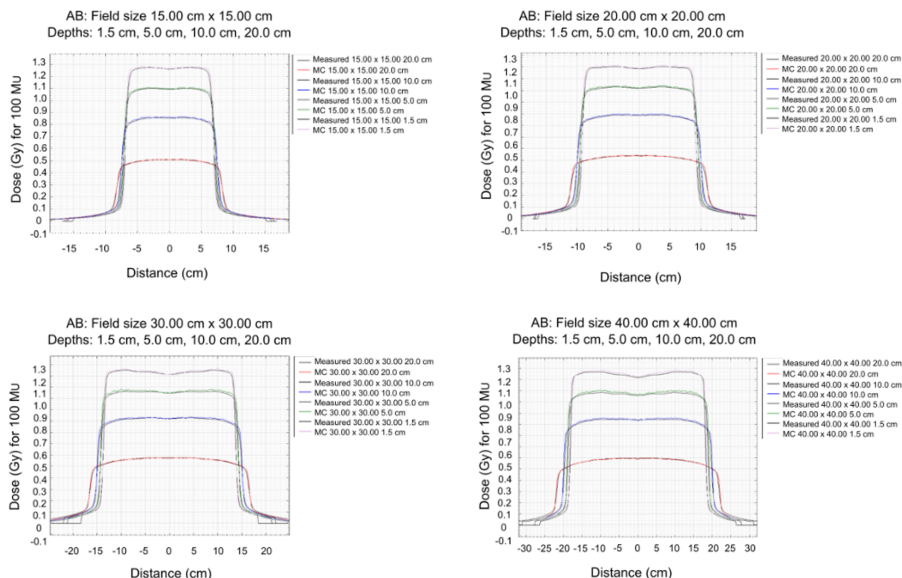 AB: Field size 15.00 cm x 15.00 cm
Depths: 1.5 cm, 5.0 cm, 10.0 cm, 20.0 cm
Dose (Gy) for 100 MU
1.3
1.2
1.1
1.0
0.9
0.8
0.7
0.6
0.5
0.4
0.3
0.2
0.1
0
-0.1
-15 -10 -5 0 5 10 15
Distance (cm)
Measured 15.00 x 15.00 20.0 cm
MC 15.00 x 15.00 20.0 cm
Measured 15.00 x 15.00 10.0 cm
MC 15.00 x 15.00 10.0 cm
Measured 15.00 x 15.00 5.0 cm
MC 15.00 x 15.00 5.0 cm
Measured 15.00 x 15.00 1.5 cm
MC 15.00 x 15.00 1.5 cm
AB: Field size 20.00 cm x 20.00 cm
Depths: 1.5 cm, 5.0 cm, 10.0 cm, 20.0 cm
Dose (Gy) for 100 MU
1.3
1.2
1.1
1.0
0.9
0.8
0.7
0.6
0.5
0.4
0.3
0.2
0.1
0
-0.1
-15 -10 -5 0 5 10 15
Distance (cm)
Measured 20.00 x 20.00 20.0 cm
MC 20.00 x 20.00 20.0 cm
Measured 20.00 x 20.00 10.0 cm
MC 20.00 x 20.00 10.0 cm
Measured 20.00 x 20.00 5.0 cm
MC 20.00 x 20.00 5.0 cm
Measured 20.00 x 20.00 1.5 cm
MC 20.00 x 20.00 1.5 cm
AB: Field size 30.00 cm x 30.00 cm
Depths: 1.5 cm, 5.0 cm, 10.0 cm, 20.0 cm
Dose (Gy) for 100 MU
1.3
1.2
1.1
1.0
0.9
0.8
0.7
0.6
0.5
0.4
0.3
0.2
0.1
0
-0.1
-20 -15 -10 -5 0 5 10 15 20
Distance (cm)
Measured 30.00 x 30.00 20.0 cm
MC 30.00 x 30.00 20.0 cm
Measured 30.00 x 30.00 10.0 cm
MC 30.00 x 30.00 10.0 cm
Measured 30.00 x 30.00 5.0 cm
MC 30.00 x 30.00 5.0 cm
Measured 30.00 x 30.00 1.5 cm
MC 30.00 x 30.00 1.5 cm
AB: Field size 40.00 cm x 40.00 cm
Depths: 1.5 cm, 5.0 cm, 10.0 cm, 20.0 cm
Dose (Gy) for 100 MU
1.3
1.2
1.1
1.0
0.9
0.8
0.7
0.6
0.5
0.4
0.3
0.2
0.1
0
-0.1
-30 -25 -20 -15 -10 -5 0 5 10 15 20 25 30
Distance (cm)
Measured 40.00 x 40.00 20.0 cm
MC 40.00 x 40.00 20.0 cm
Measured 40.00 x 40.00 10.0 cm
MC 40.00 x 40.00 10.0 cm
Measured 40.00 x 40.00 5.0 cm
MC 40.00 x 40.00 5.0 cm
Measured 40.00 x 40.00 1.5 cm
MC 40.00 x 40.00 1.5 cm